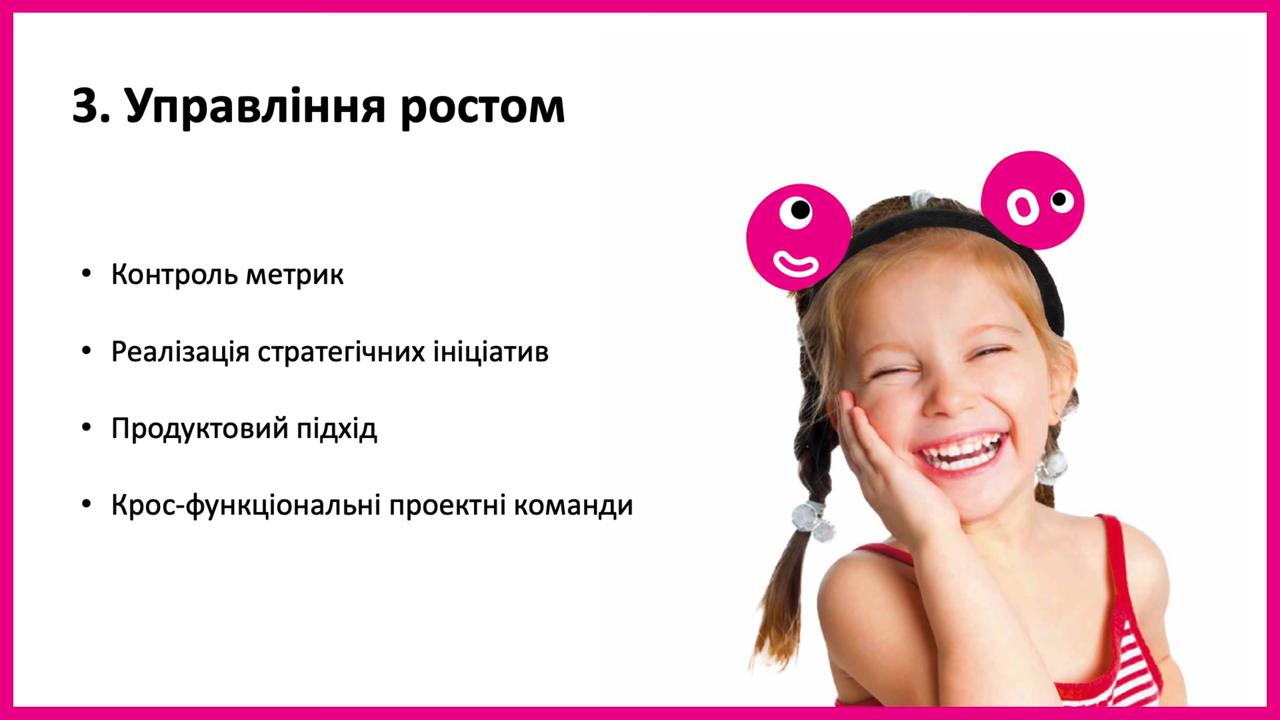 3. Управління ростом
• Контроль метрик
• Реалізація стратегічних ініціатив
• Продуктовий підхід
• Крос-функціональні проектні команди